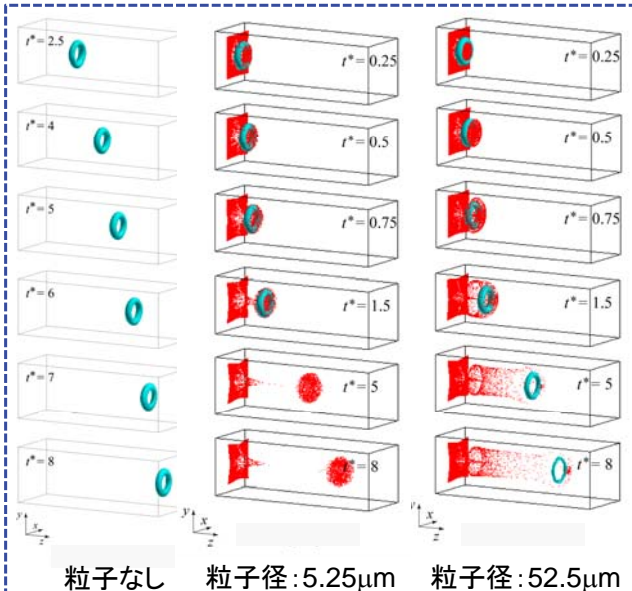 t* = 2.5
t* = 4
t* = 5
t* = 6
t* = 7
t* = 8
y
x
z
粒子なし
t* = 0.25
t* = 0.5
t* = 0.75
t* = 1.5
t* = 5
t* = 8
y
x
z
粒子径:5.25μm
t* = 0.25
t* = 0.5
t* = 0.75
t* = 1.5
t* = 5
t* = 8
y
x
z
粒子径:52.5μm